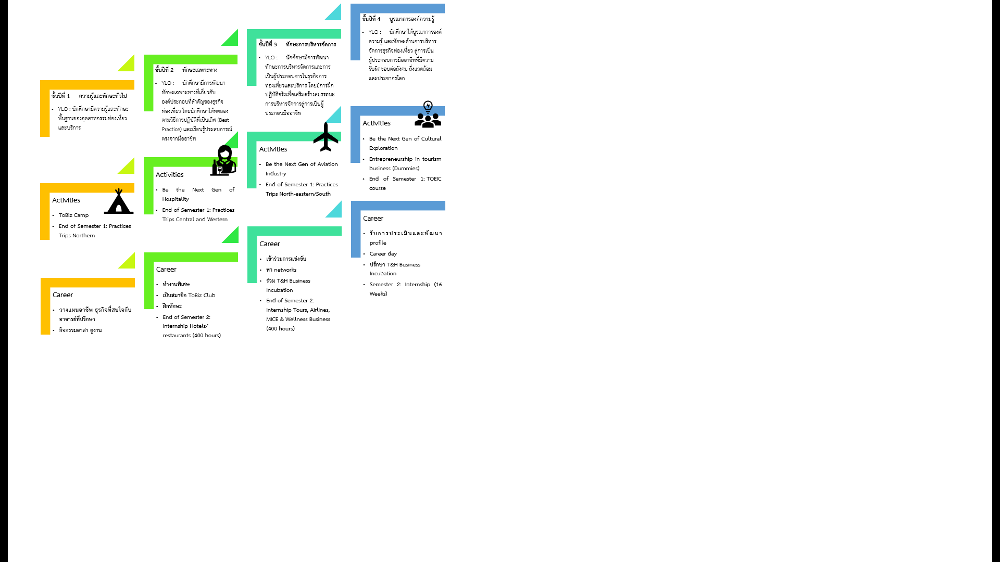 ชั้นปีที่ 1 ความรู้และทักษะทั่วไป
• YLO : นักศึกษามีความรู้และทักษะ
พื้นฐานของอุตสาหกรรมท่องเที่ยว
และบริการ
ชั้นปีที่ 2 ทักษะเฉพาะทาง
• YLO : นักศึกษามีการพัฒนา
ทักษะเฉพาะทางที่เกี่ยวกับ
องค์ประกอบที่สำคัญของธุรกิจ
ท่องเที่ยว โดยนักศึกษาได้ทดลอง
ตามวิธีการปฏิบัติที่เป็นเลิศ (Best
Practice) และเรียนรู้ประสบการณ์
ตรงจากมืออาชีพ
ชั้นปีที่ 3 ทักษะการบริหารจัดการ
• YLO : นักศึกษามีการพัฒนา
ทักษะการบริหารจัดการและการ
เป็นผู้ประกอบการในธุรกิจการ
ท่องเที่ยวและบริการ โดยมีการฝึก
ปฏิบัติจริงเพื่อเสริมสร้างสมรรถนะ
การบริหารจัดการสู่การเป็นผู้
ประกอบมืออาชีพ
ชั้นปีที่ 4 บูรณาการองค์ความรู้
• YLO : นักศึกษาได้บูรณาการองค์
ความรู้ และทักษะด้านการบริหาร
จัดการธุรกิจท่องเที่ยว สู่การเป็น
ผู้ประกอบการมืออาชีพที่มีความ
รับผิดชอบต่อสังคม สิ่งแวดล้อม
และประชากรโลก
Activities
• ToBiz Camp
• End of Semester 1: Practices
Trips Northern
Activities
• Be the Next Gen of
Hospitality
• End of Semester 1: Practices
Trips Central and Western
Activities
• Be the Next Gen of Aviation
Industry
• End of Semester 1: Practices
Trips North-eastern/South
Activities
• Be the Next Gen of Cultural
Exploration
• Entrepreneurship in tourism
business (Dummies)
• End of Semester 1: TOEIC
course
Career
• วางแผนอาชีพ ธุรกิจที่สนใจกับ
อาจารย์ที่ปรึกษา
• กิจกรรมอาสา ดูงาน
Career
• ทำงานพิเศษ
• เป็นสมาชิก ToBiz Club
• ฝึกทักษะ
• End of Semester 2:
Internship Hotels/
restaurants (400 hours)
Career
• เข้าร่วมการแข่งขัน
• หา networks
• ร่วม T&H Business
Incubation
• End of Semester 2:
Internship Tours, Airlines,
MICE & Wellness Business
(400 hours)
Career
• รับการประเมินและพัฒนา
profile
• Career day
• ปรึกษา T&H Business
Incubation
• Semester 2: Internship (16
Weeks)